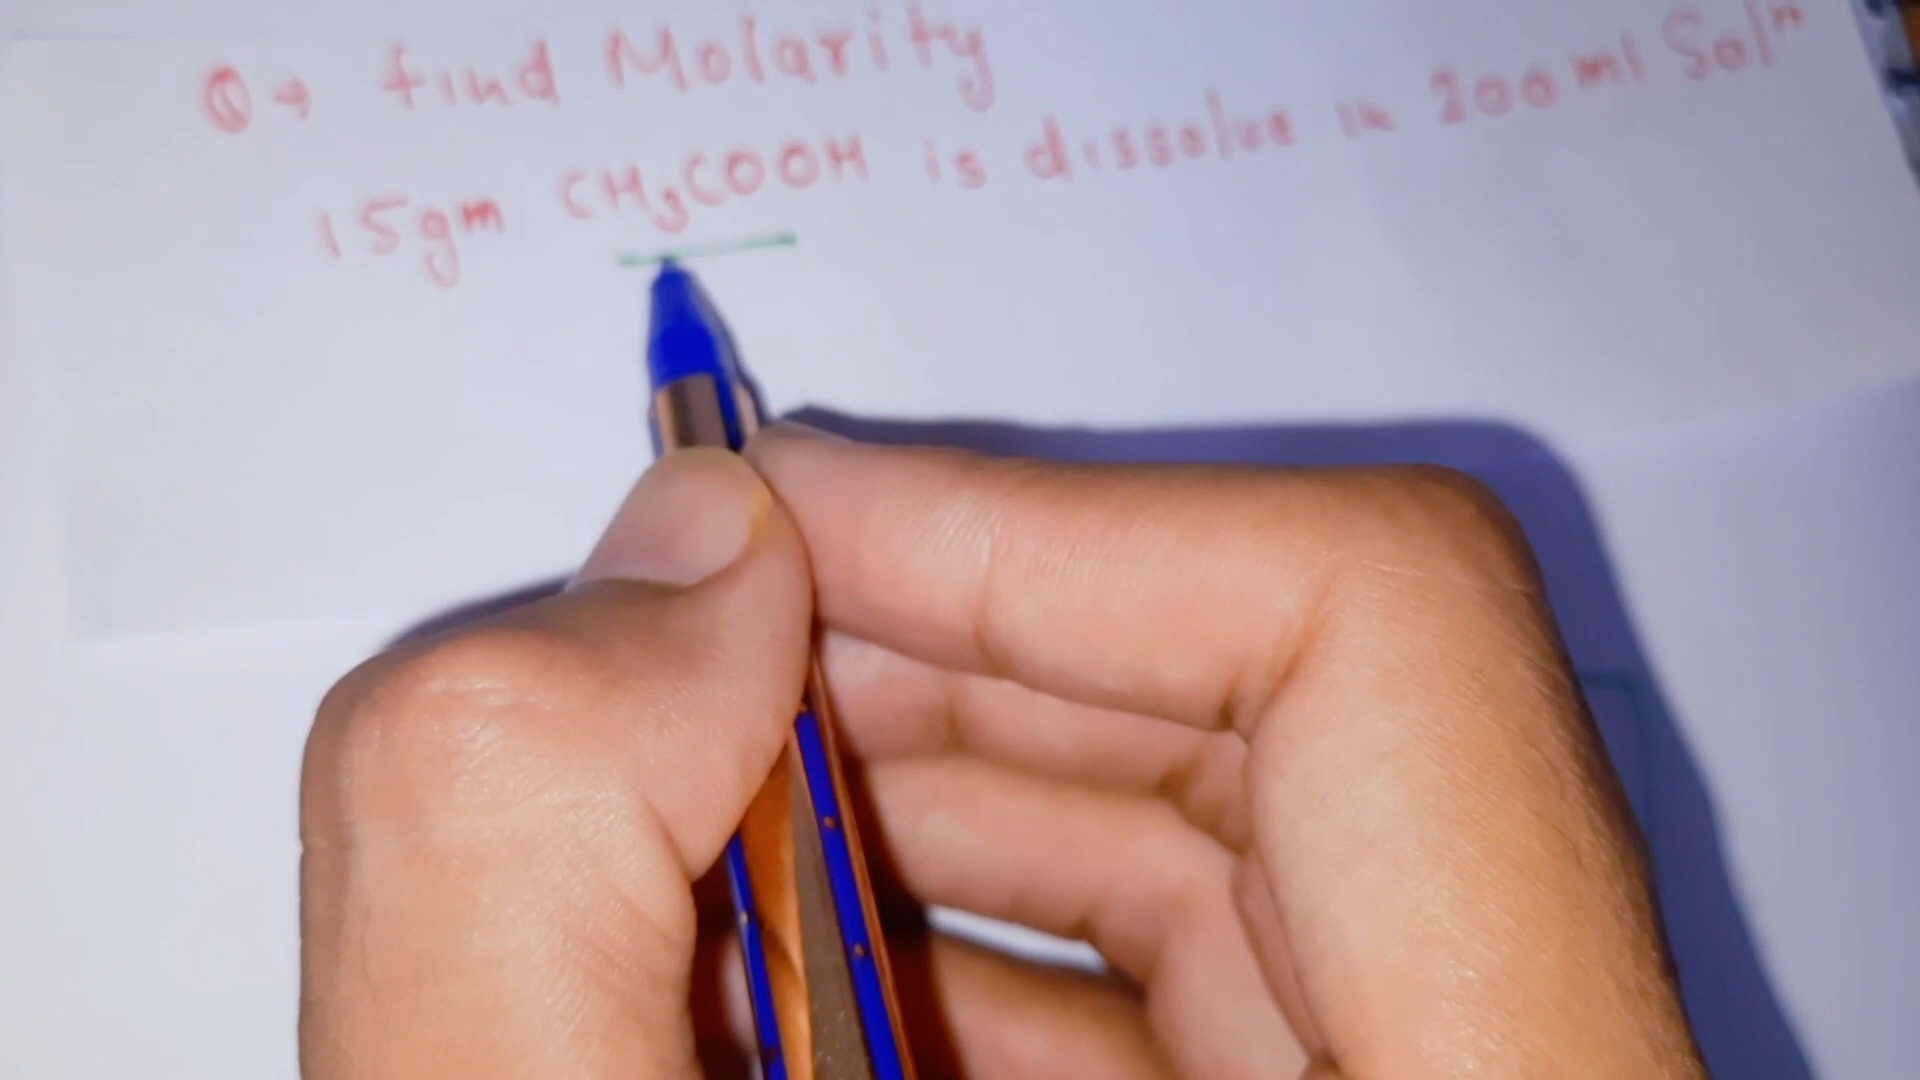 Q→ find Molarity
15gm CH₃COOH is dissolve in 200ml Solⁿ